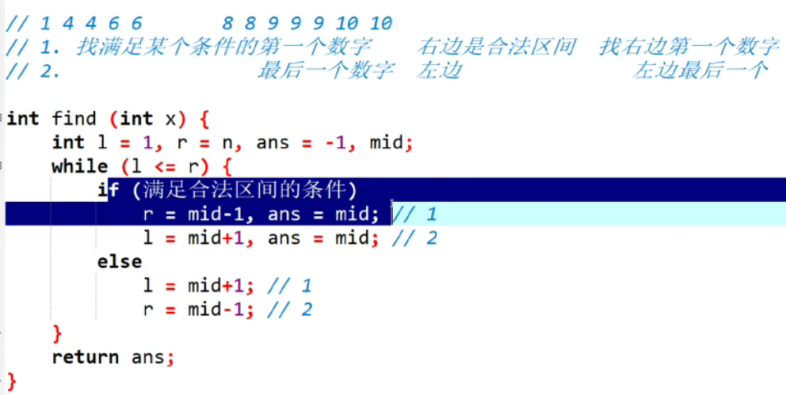 // 1 4 4 6 6 8 8 9 9 9 10 10
// 1. 找满足某个条件的第一个数字 右边是合法区间 找右边第一个数字
// 2. 最后一个数字 左边 左边最后一个
int find (int x) {
int l = 1, r = n, ans = -1, mid;
while (l <= r) {
if (满足合法区间的条件)
r = mid-1, ans = mid; // 1
l = mid+1, ans = mid; // 2
else
l = mid+1; // 1
r = mid-1; // 2
}
return ans;
}